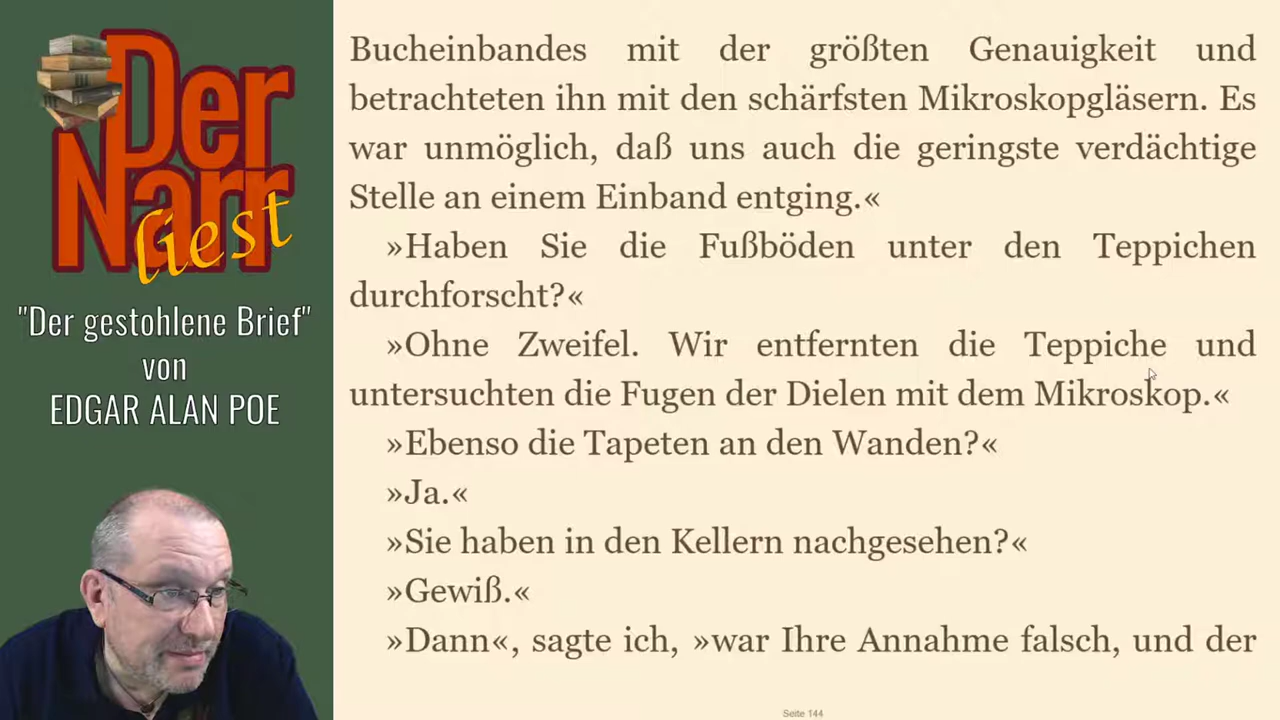 Der
Narr
liest
"Der gestohlene Brief"
von
EDGAR ALAN POE
Bucheinbandes mit der größten Genauigkeit und
betrachteten ihn mit den schärfsten Mikroskopgläsern. Es
war unmöglich, daß uns auch die geringste verdächtige
Stelle an einem Einband entging.«
»Haben Sie die Fußböden unter den Teppichen
durchforscht?«
»Ohne Zweifel. Wir entfernten die Teppiche und
untersuchten die Fugen der Dielen mit dem Mikroskop.«
»Ebenso die Tapeten an den Wanden?«
»Ja.«
»Sie haben in den Kellern nachgesehen?«
»Gewiß.«
»Dann«, sagte ich, »war Ihre Annahme falsch, und der
Seite 144